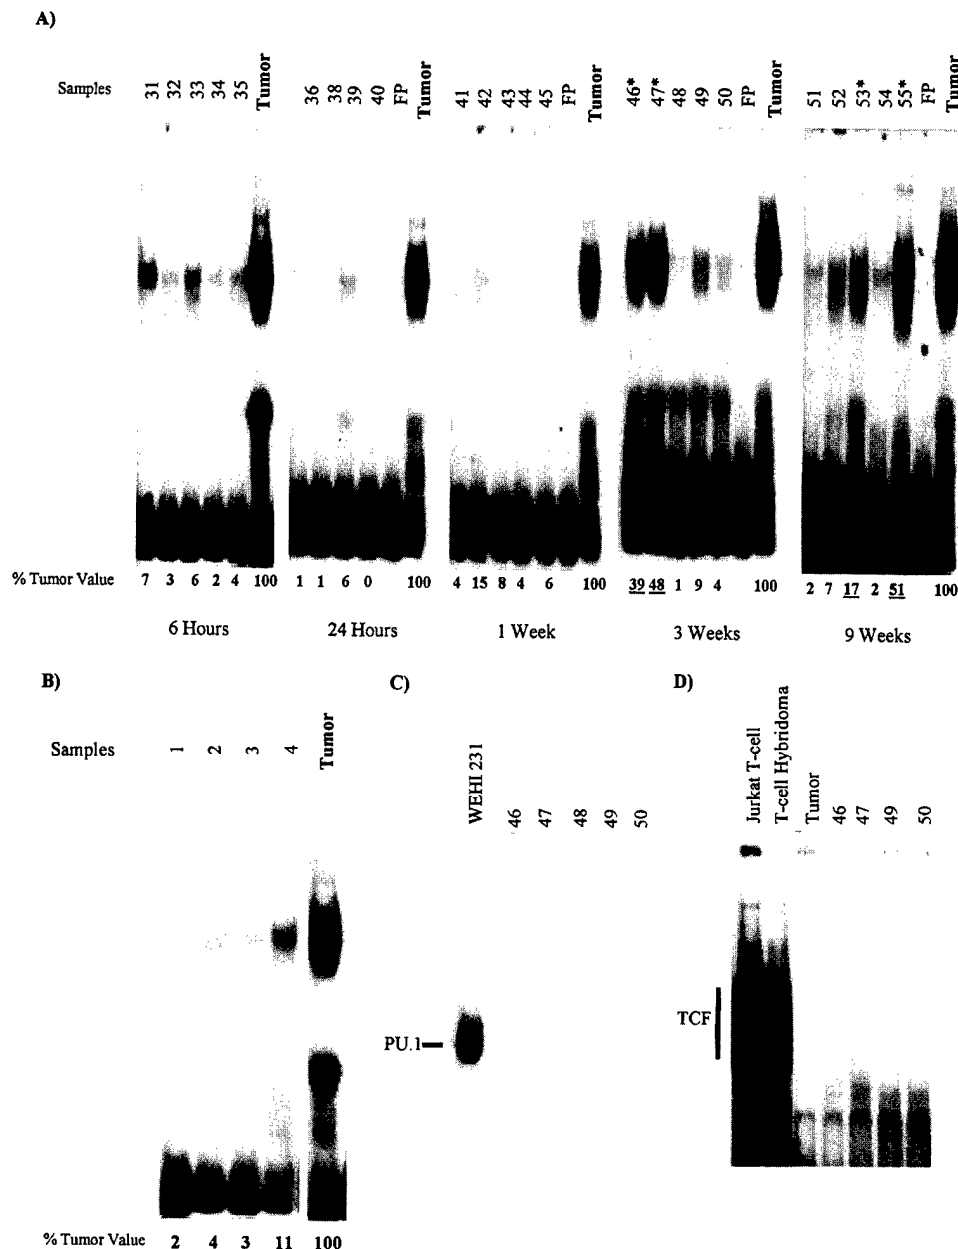 A)
Samples 31 32 33 34 35 Tumor 36 38 39 40 FP Tumor 41 42 43 44 45 FP Tumor 46* 47* 48 49 50 FP Tumor 51 52 53* 54 55* FP Tumor
% Tumor Value 7 3 6 2 4 100 1 1 6 0 100 4 15 8 4 6 100 39 48 1 9 4 100 2 7 17 2 51 100
6 Hours 24 Hours 1 Week 3 Weeks 9 Weeks
B)
Samples 1 2 3 4 Tumor
% Tumor Value 2 4 3 11 100
C)
WEHI 231 46 47 48 49 50
PU.1
D)
Jurkat T-cell T-cell Hybridoma Tumor 46 47 49 50
TCF